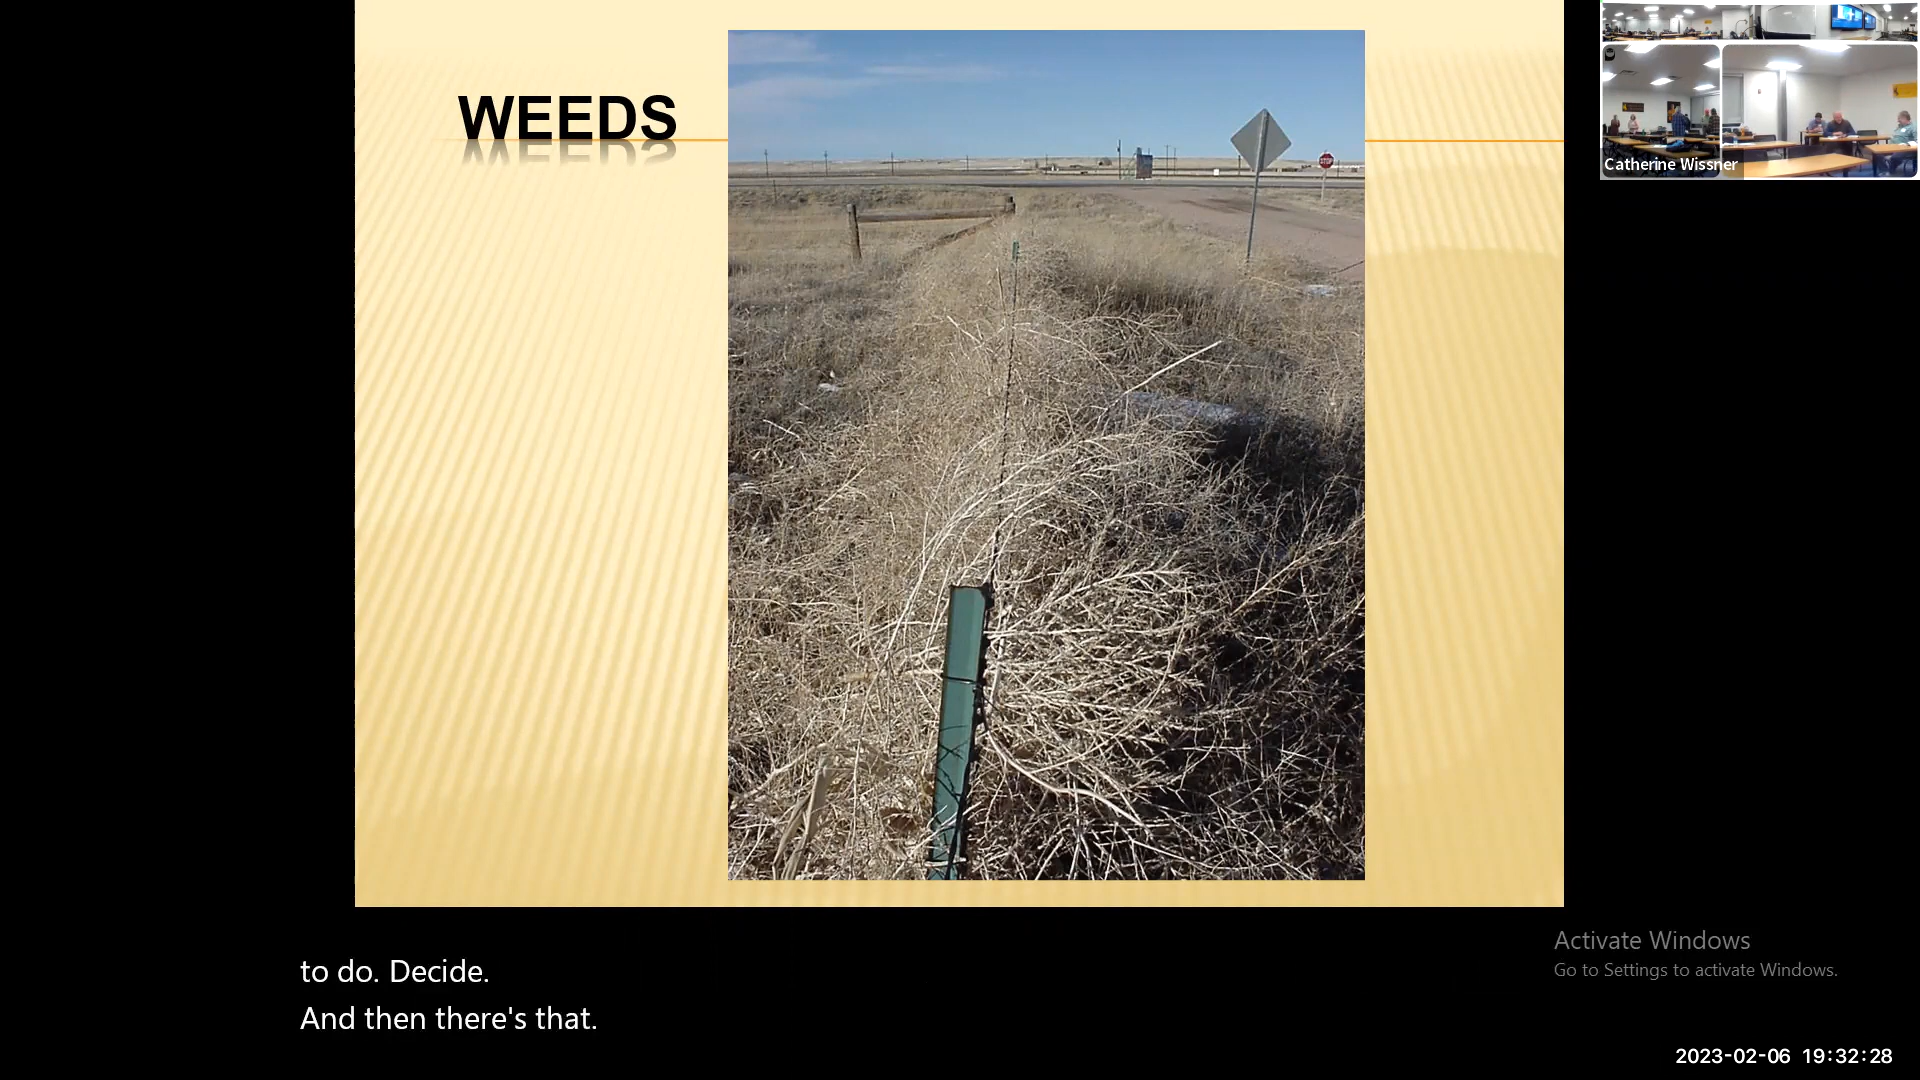 WEEDS
STOP
Catherine Wissner
to do. Decide.
And then there's that.
Activate Windows
Go to Settings to activate Windows.
2023-02-06 19:32:28